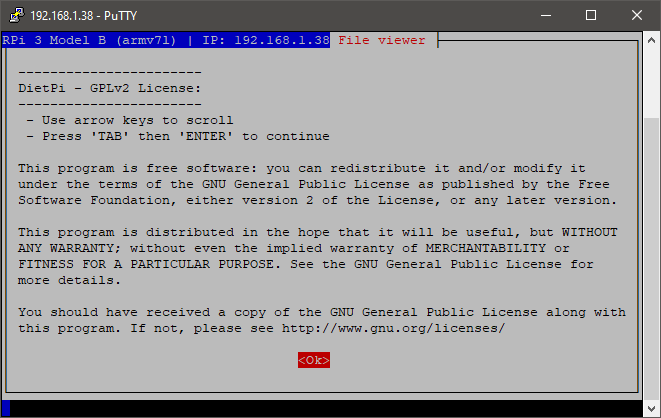 192.168.1.38 - PuTTY
RPi 3 Model B (armv7l) | IP: 192.168.1.38 File viewer
----------------------
DietPi - GPLv2 License:
----------------------
- Use arrow keys to scroll
- Press 'TAB' then 'ENTER' to continue
This program is free software: you can redistribute it and/or modify it
under the terms of the GNU General Public License as published by the Free
Software Foundation, either version 2 of the License, or any later version.
This program is distributed in the hope that it will be useful, but WITHOUT
ANY WARRANTY; without even the implied warranty of MERCHANTABILITY or
FITNESS FOR A PARTICULAR PURPOSE. See the GNU General Public License for
more details.
You should have received a copy of the GNU General Public License along with
this program. If not, please see http://www.gnu.org/licenses/
<Ok>